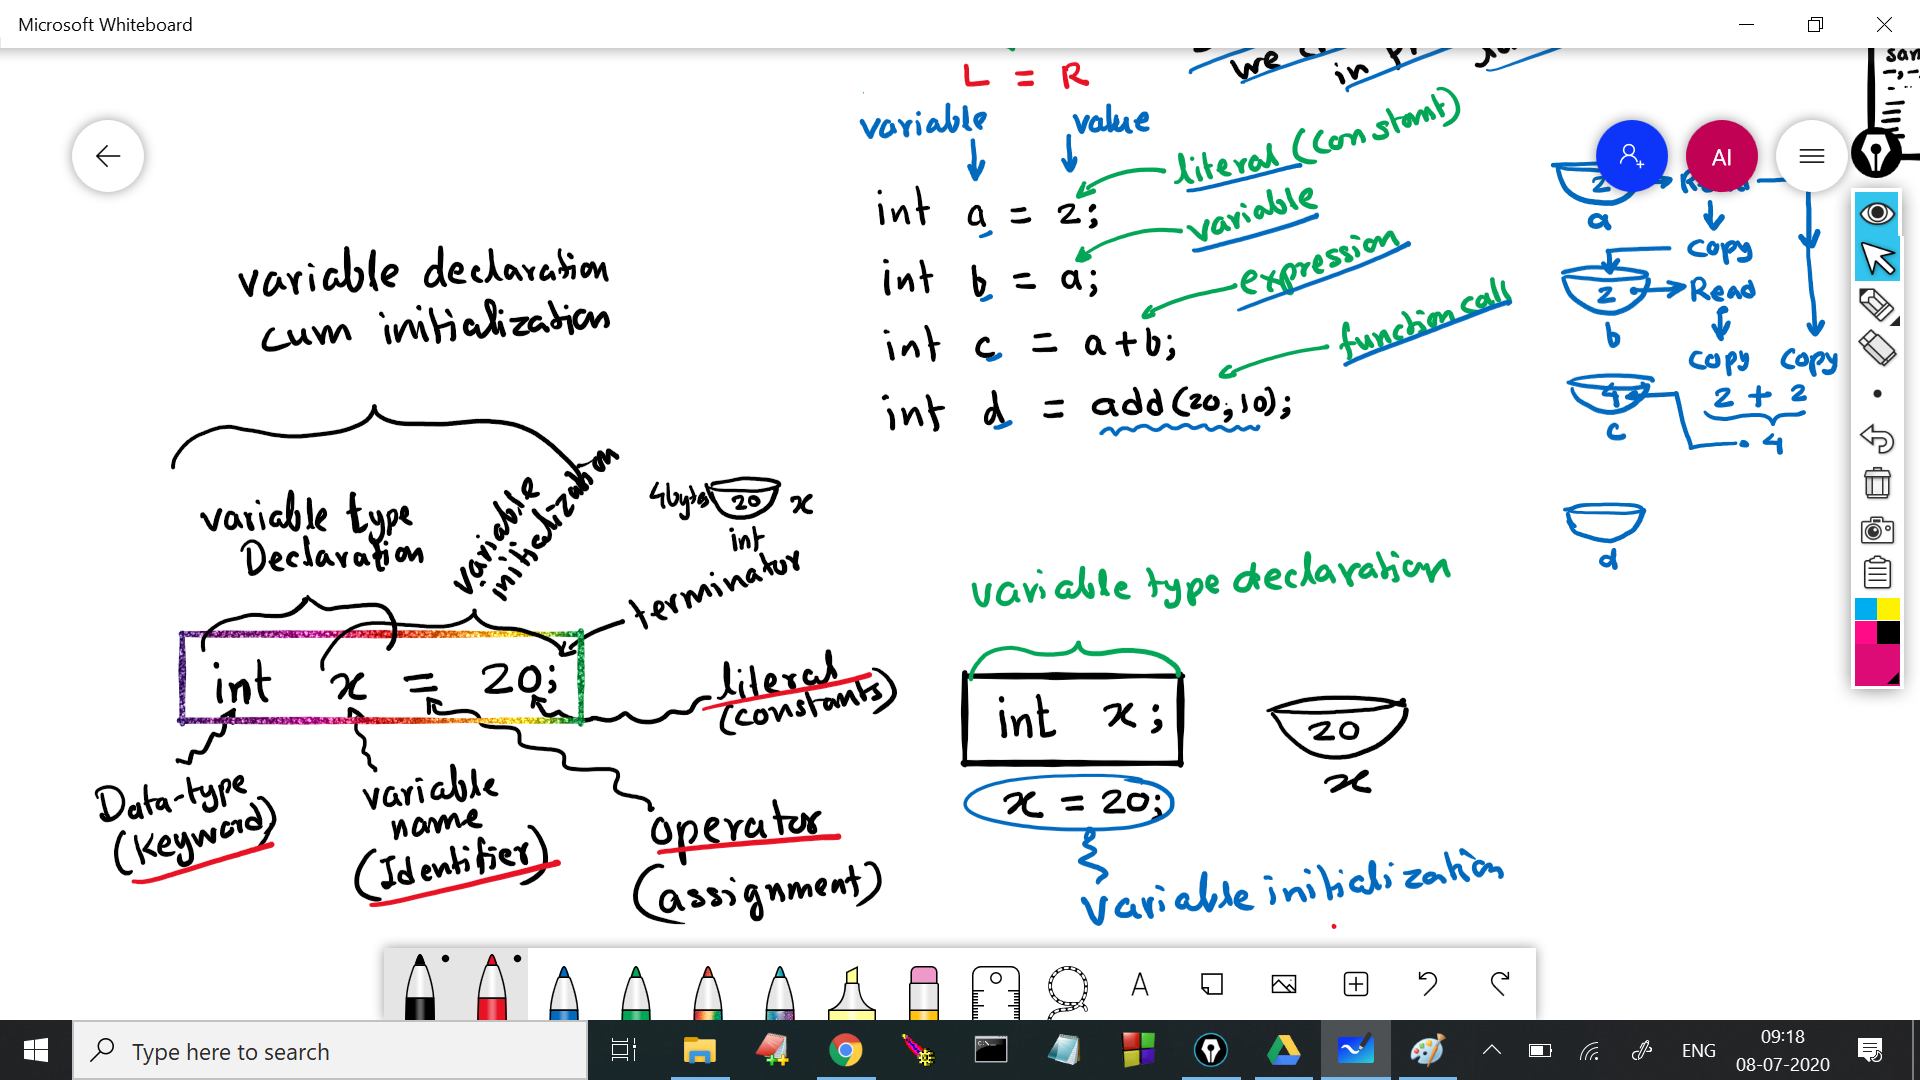 Microsoft Whiteboard
we
in
L = R
variable
value
literal (constant)
int a = 2;
variable
int b = a;
expression
int c = a+b;
function call
int d = add(20,10);
variable declaration
cum initialization
variable type
Declaration
variable
initialization
4bytes
20
x
int
terminator
int x = 20;
literal
(constants)
Data-type
(Keyword)
variable
name
(Identifier)
operator
(assignment)
variable type declaration
int x;
x = 20;
variable initialization
20
x
AI
2
a
copy
2
Read
b
copy
copy
4
2 + 2
c
4
d
A
Type here to search
ENG
09:18
08-07-2020